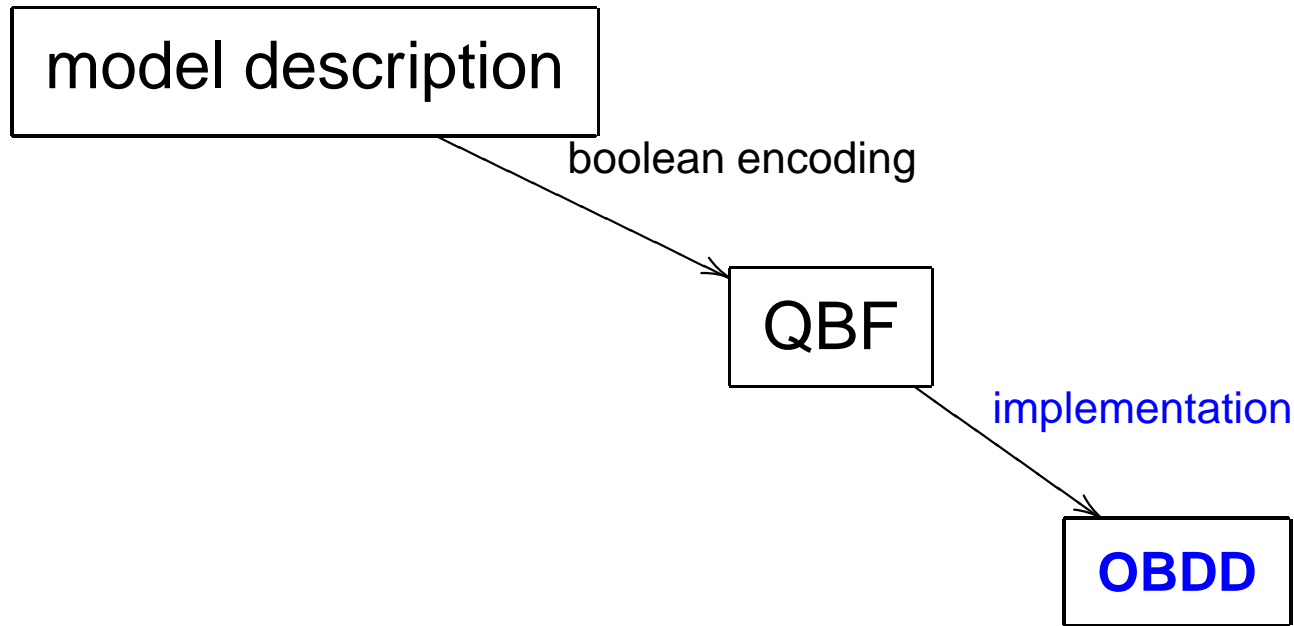 model description
boolean encoding
QBF
implementation
OBDD